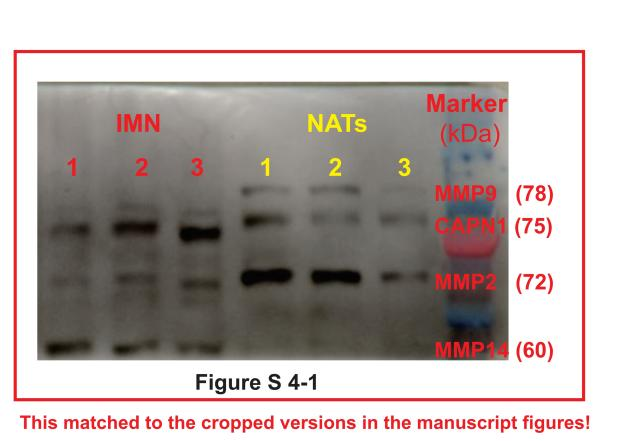 Marker
IMN NATs (kDa)
1 2 3 1 2 3
MMP9 (78)
CAPN1 (75)
MMP2 (72)
MMP14 (60)
Figure S 4-1
This matched to the cropped versions in the manuscript figures!